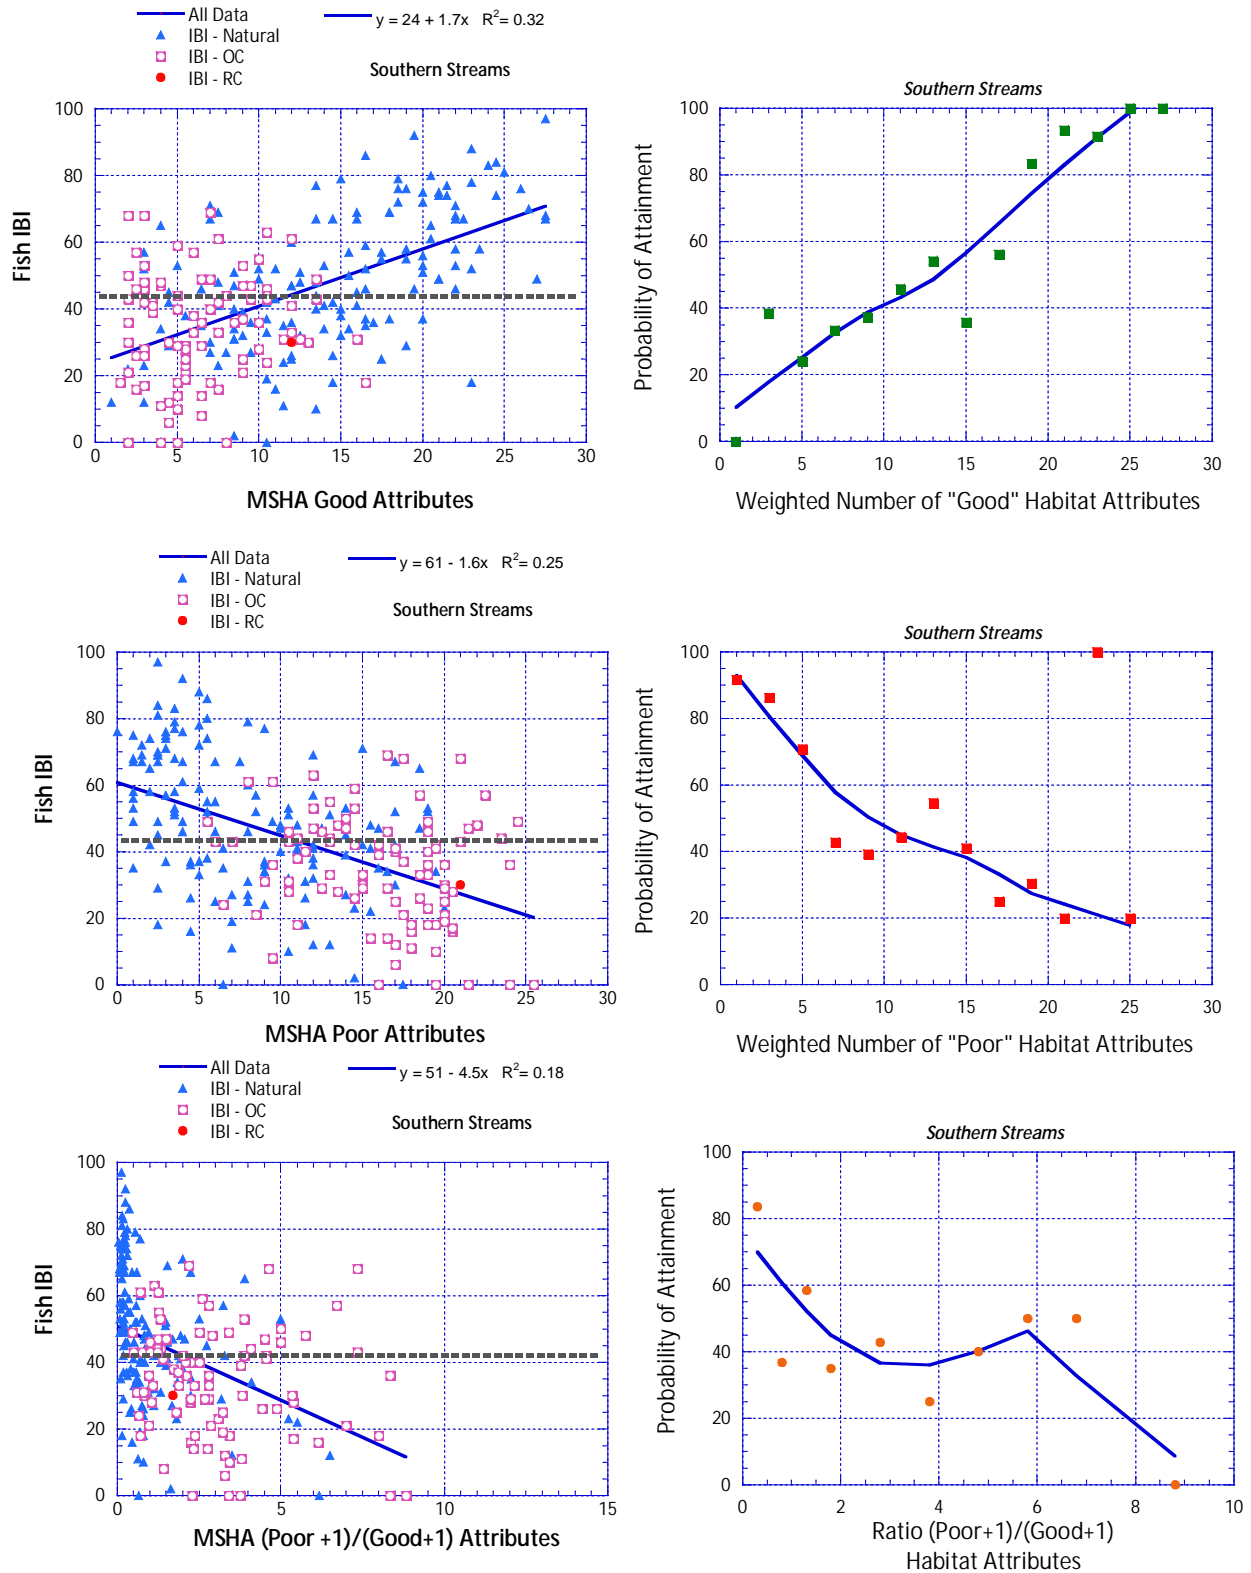 All Data
y = 24 + 1.7x R2= 0.32
IBI - Natural
IBI - OC
IBI - RC
Southern Streams
Fish IBI
100
80
60
40
20
0
0 5 10 15 20 25 30
MSHA Good Attributes
Southern Streams
Probability of Attainment
100
80
60
40
20
0
0 5 10 15 20 25 30
Weighted Number of "Good" Habitat Attributes
All Data
y = 61 - 1.6x R2= 0.25
IBI - Natural
IBI - OC
IBI - RC
Southern Streams
Fish IBI
100
80
60
40
20
0
0 5 10 15 20 25 30
MSHA Poor Attributes
Southern Streams
Probability of Attainment
100
80
60
40
20
0
0 5 10 15 20 25 30
Weighted Number of "Poor" Habitat Attributes
All Data
y = 51 - 4.5x R2= 0.18
IBI - Natural
IBI - OC
IBI - RC
Southern Streams
Fish IBI
100
80
60
40
20
0
0 5 10 15
MSHA (Poor +1)/(Good+1) Attributes
Southern Streams
Probability of Attainment
100
80
60
40
20
0
0 2 4 6 8 10
Ratio (Poor+1)/(Good+1)
Habitat Attributes